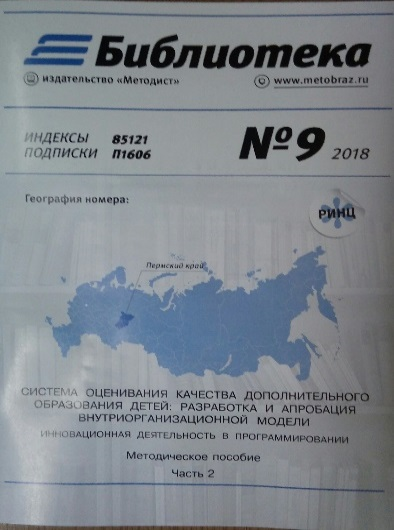 Библиотека
издательство «Методист»
www.metobraz.ru
ИНДЕКСЫ 85121
ПОДПИСКИ П1606
№9 2018
География номера:
РИНЦ
Пермский край
СИСТЕМА ОЦЕНИВАНИЯ КАЧЕСТВА ДОПОЛНИТЕЛЬНОГО
ОБРАЗОВАНИЯ ДЕТЕЙ: РАЗРАБОТКА И АПРОБАЦИЯ
ВНУТРИОРГАНИЗАЦИОННОЙ МОДЕЛИ
ИННОВАЦИОННАЯ ДЕЯТЕЛЬНОСТЬ В ПРОГРАММИРОВАНИИ
Методическое пособие
Часть 2